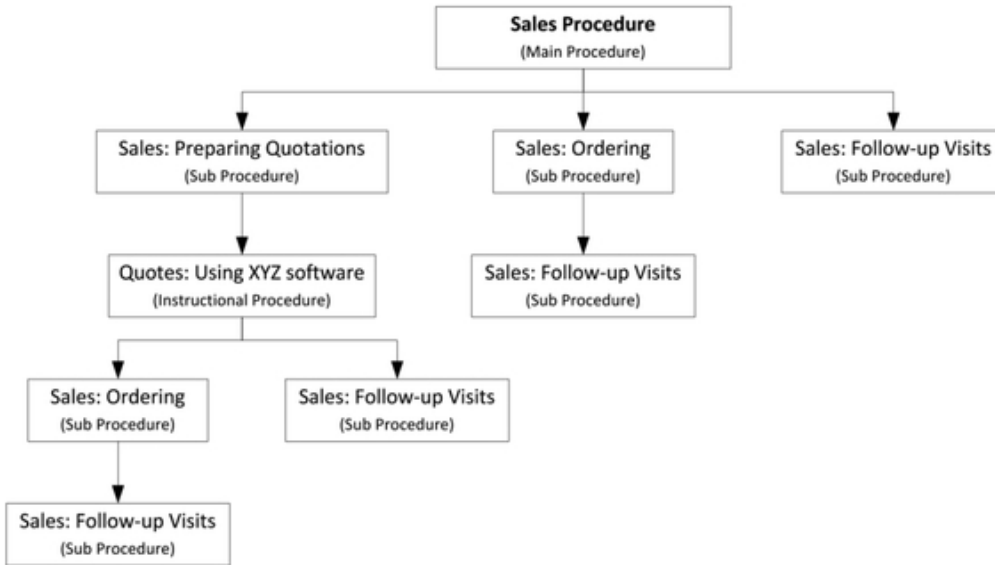 Sales Procedure
(Main Procedure)
Sales: Preparing Quotations
(Sub Procedure)
Sales: Ordering
(Sub Procedure)
Sales: Follow-up Visits
(Sub Procedure)
Quotes: Using XYZ software
(Instructional Procedure)
Sales: Follow-up Visits
(Sub Procedure)
Sales: Ordering
(Sub Procedure)
Sales: Follow-up Visits
(Sub Procedure)
Sales: Follow-up Visits
(Sub Procedure)